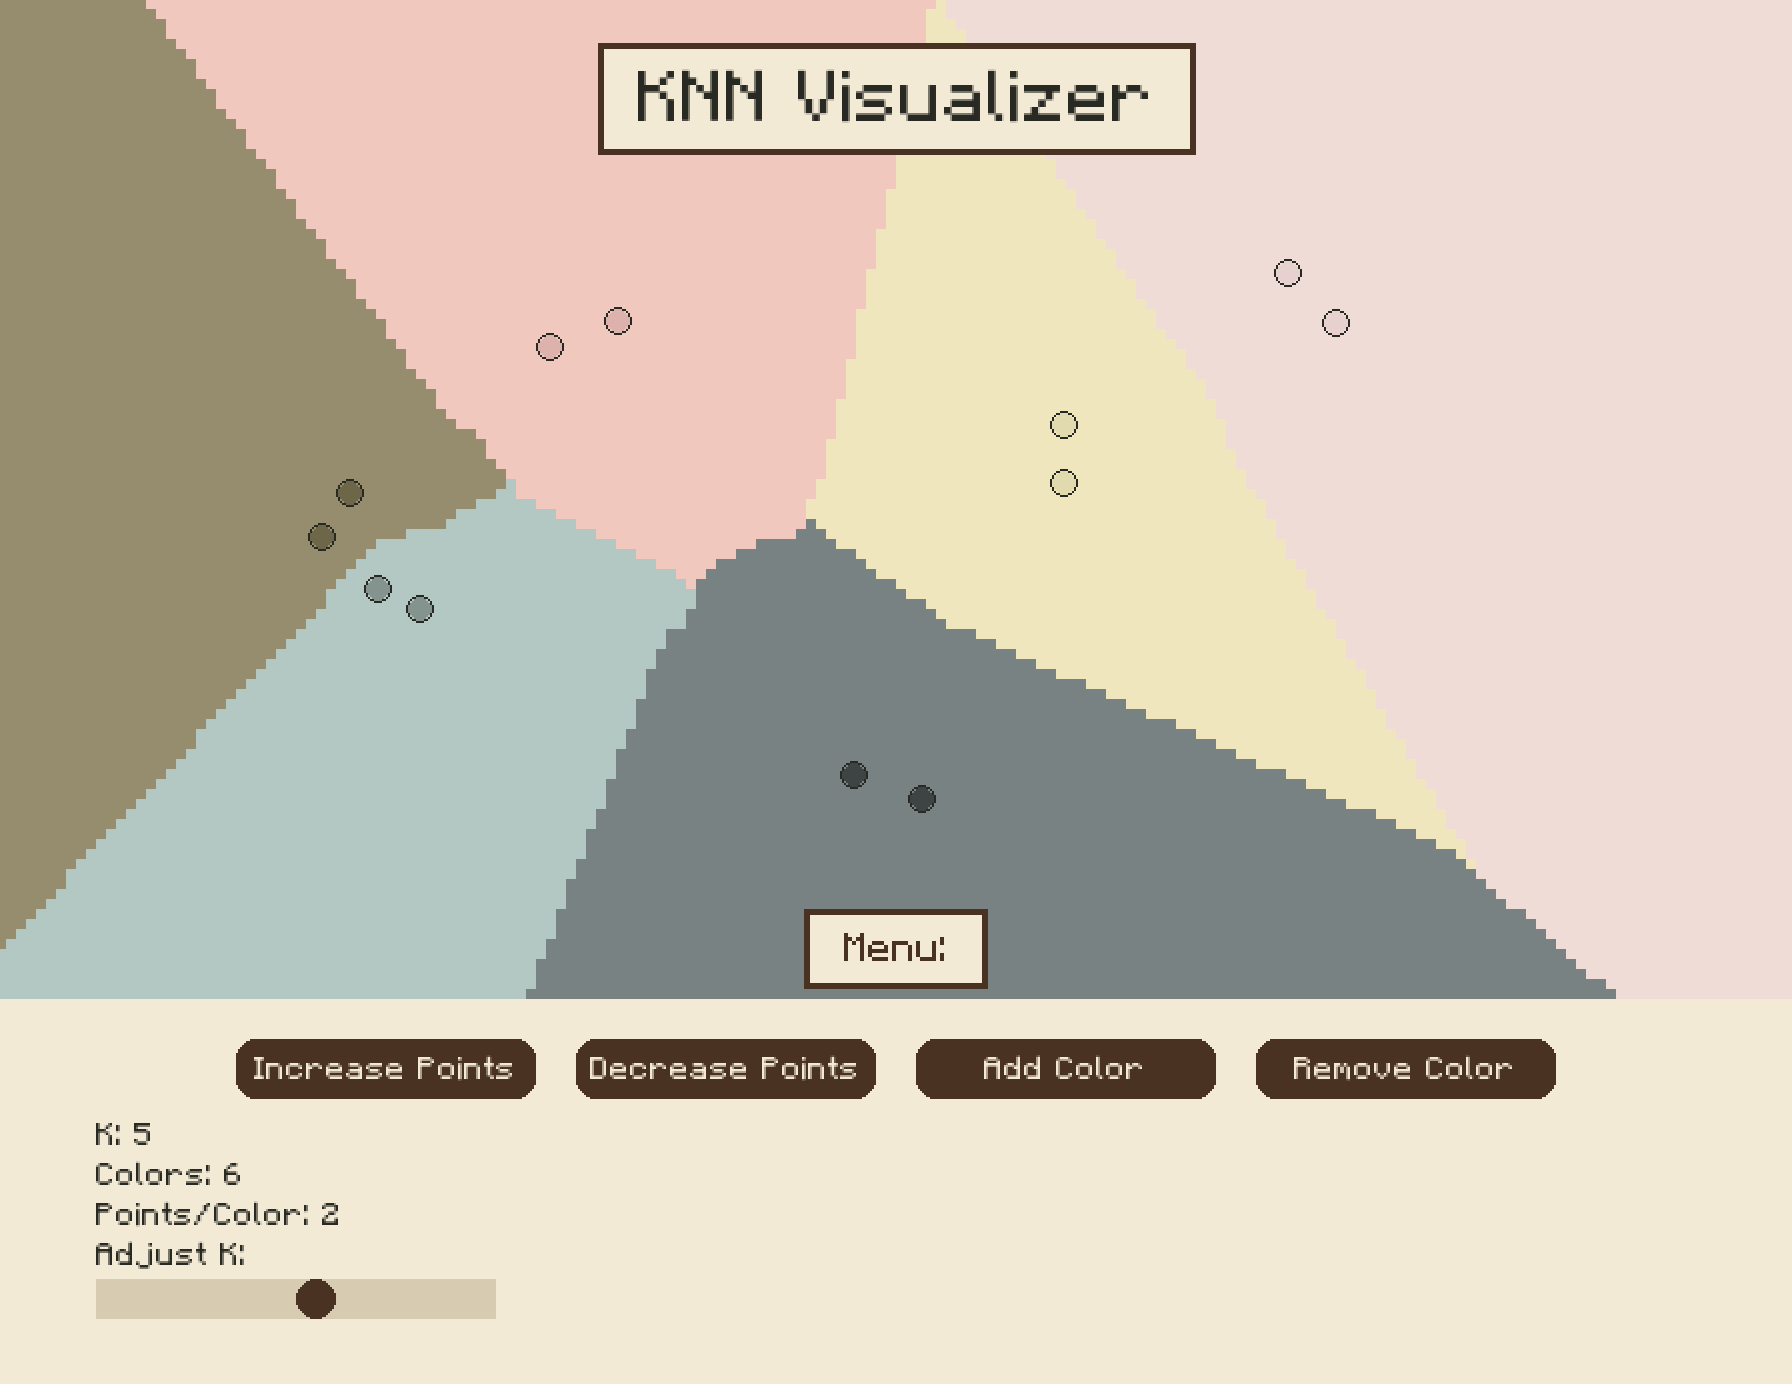 KNN Visualizer
Menu:
Increase Points
Decrease Points
Add Color
Remove Color
K: 5
Colors: 6
Points/Color: 2
Adjust K: